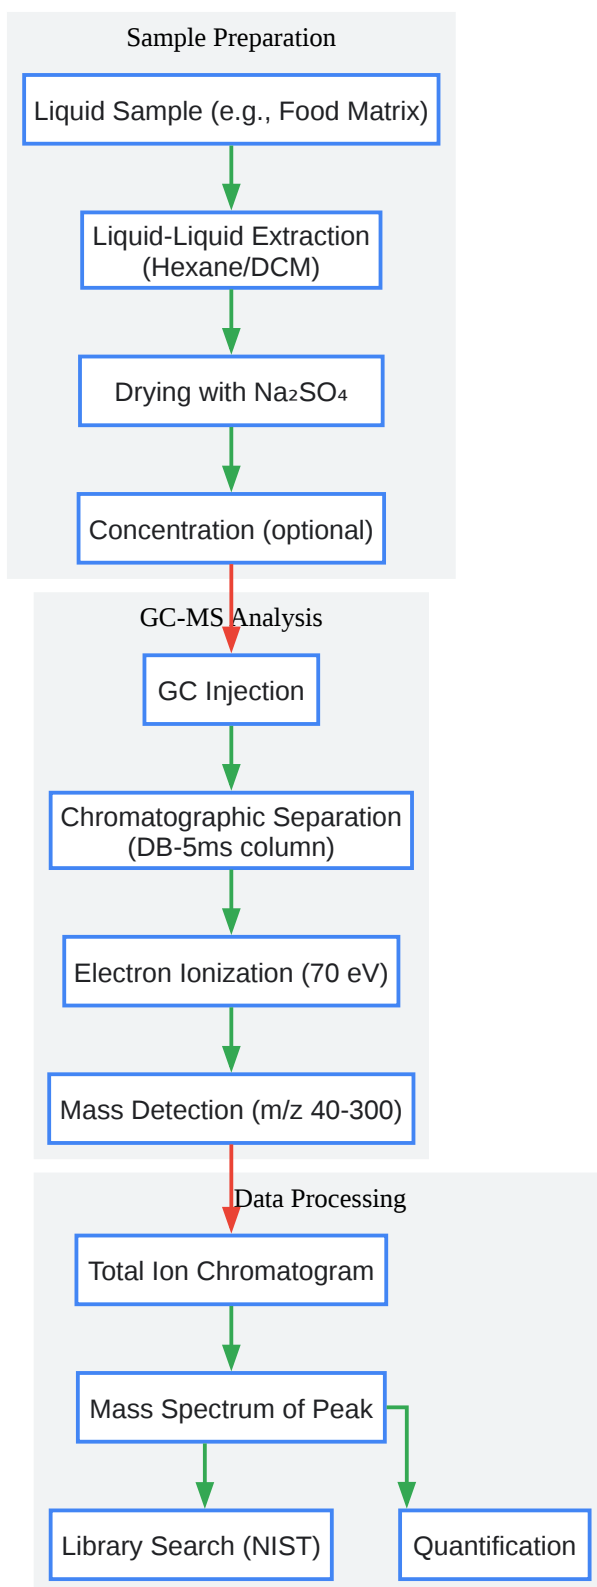 Sample Preparation
Liquid Sample (e.g., Food Matrix)
Liquid-Liquid Extraction
(Hexane/DCM)
Drying with Na₂SO₄
Concentration (optional)
GC-MS Analysis
GC Injection
Chromatographic Separation
(DB-5ms column)
Electron Ionization (70 eV)
Mass Detection (m/z 40-300)
Data Processing
Total Ion Chromatogram
Mass Spectrum of Peak
Library Search (NIST)
Quantification